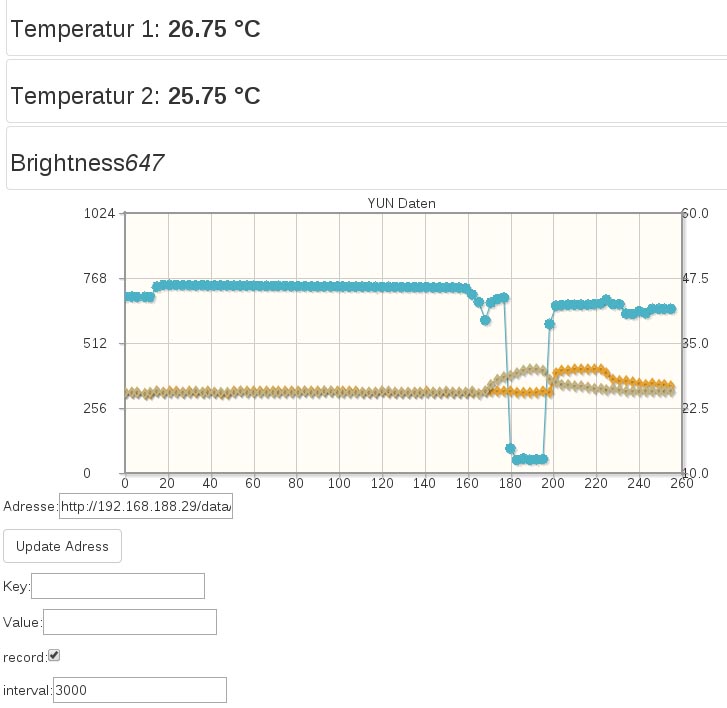 Temperatur 1: 26.75 °C
Temperatur 2: 25.75 °C
Brightness647
YUN Daten
1024
768
512
256
0
60.0
47.5
35.0
22.5
10.0
0 20 40 60 80 100 120 140 160 180 200 220 240 260
Adresse: http://192.168.188.29/data/
Update Adress
Key:
Value:
record:
interval: 3000